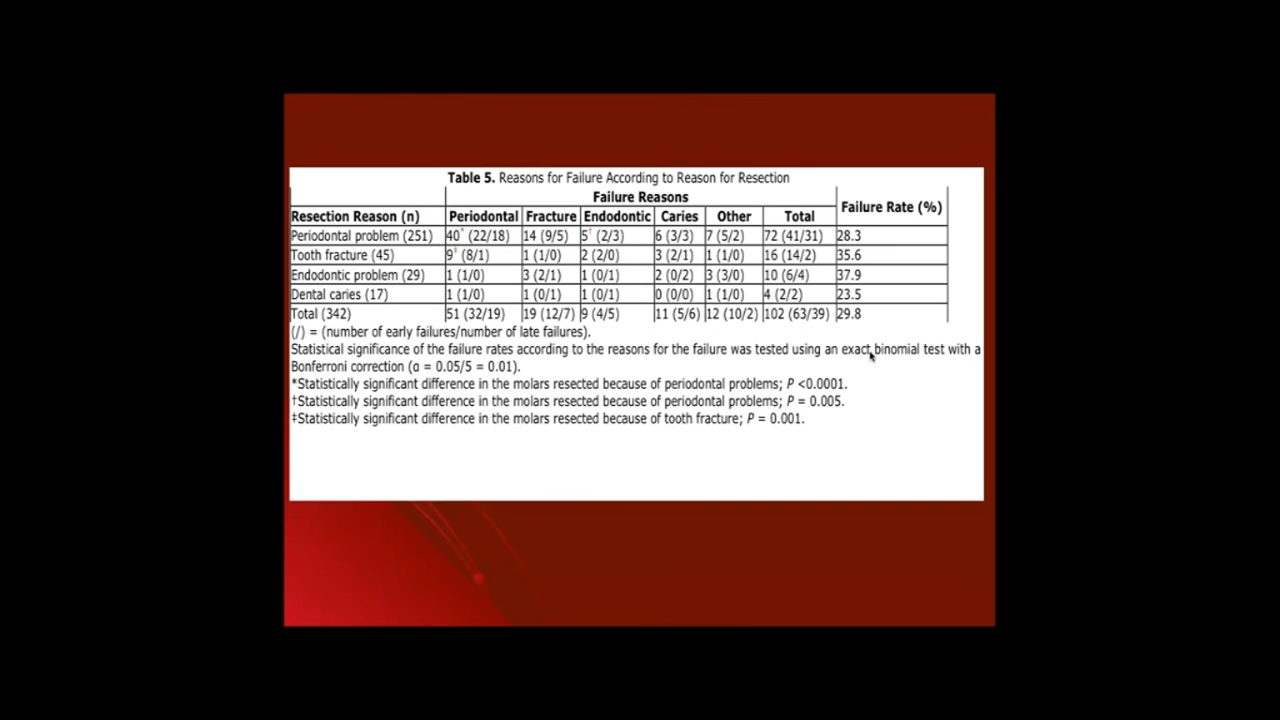 Table 5. Reasons for Failure According to Reason for Resection
Failure Reasons
Failure Rate (%)
Resection Reason (n) Periodontal Fracture Endodontic Caries Other Total
Periodontal problem (251) 40* (22/18) 14 (9/5) 5† (2/3) 6 (3/3) 7 (5/2) 72 (41/31) 28.3
Tooth fracture (45) 9‡ (8/1) 1 (1/0) 2 (2/0) 3 (2/1) 1 (1/0) 16 (14/2) 35.6
Endodontic problem (29) 1 (1/0) 3 (2/1) 1 (0/1) 2 (0/2) 3 (3/0) 10 (6/4) 37.9
Dental caries (17) 1 (1/0) 1 (0/1) 1 (0/1) 0 (0/0) 1 (1/0) 4 (2/2) 23.5
Total (342) 51 (32/19) 19 (12/7) 9 (4/5) 11 (5/6) 12 (10/2) 102 (63/39) 29.8
(/) = (number of early failures/number of late failures).
Statistical significance of the failure rates according to the reasons for the failure was tested using an exact binomial test with a
Bonferroni correction (α = 0.05/5 = 0.01).
*Statistically significant difference in the molars resected because of periodontal problems; P <0.0001.
†Statistically significant difference in the molars resected because of periodontal problems; P = 0.005.
‡Statistically significant difference in the molars resected because of tooth fracture; P = 0.001.